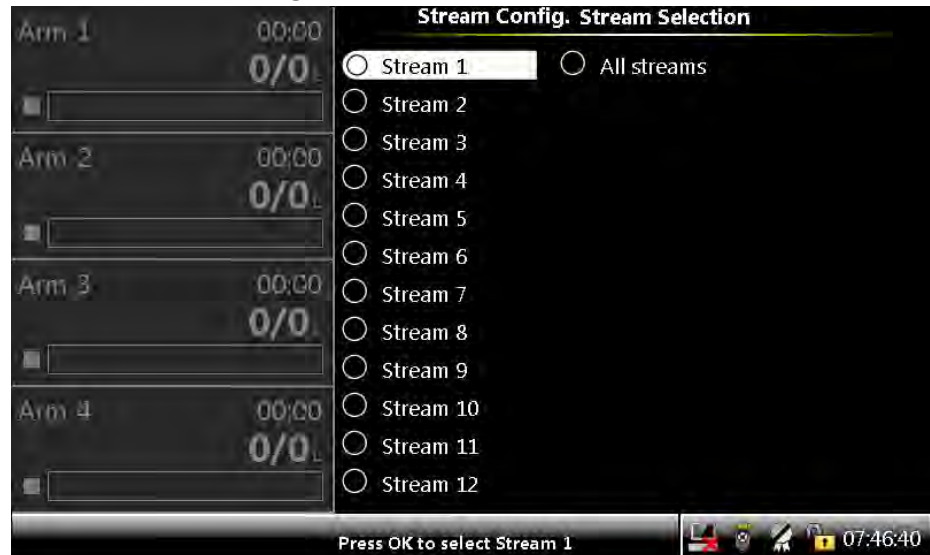 Stream Config. Stream Selection
Arm 1 00:00
0/0 L
Arm 2 00:00
0/0 L
Arm 3 00:00
0/0 L
Arm 4 00:00
0/0 L
Stream 1
Stream 2
Stream 3
Stream 4
Stream 5
Stream 6
Stream 7
Stream 8
Stream 9
Stream 10
Stream 11
Stream 12
All streams
Press OK to select Stream 1
07:46:40